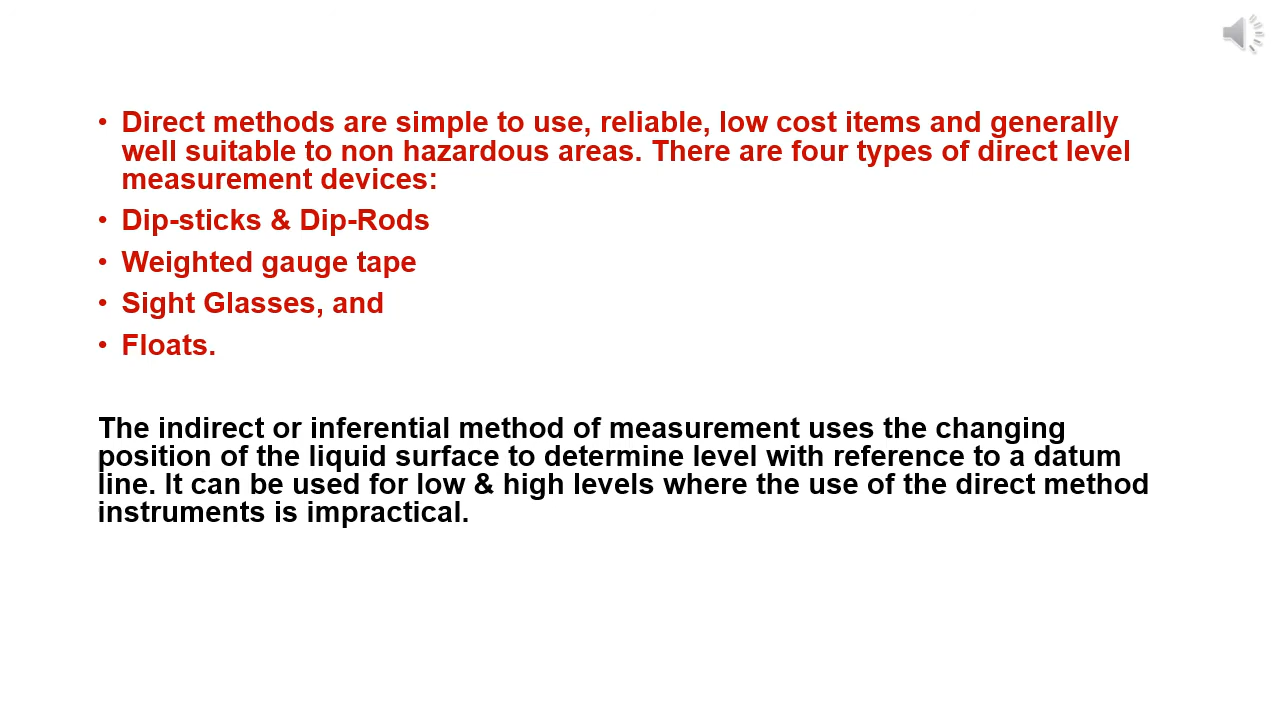 • Direct methods are simple to use, reliable, low cost items and generally
well suitable to non hazardous areas. There are four types of direct level
measurement devices:
• Dip-sticks & Dip-Rods
• Weighted gauge tape
• Sight Glasses, and
• Floats.
The indirect or inferential method of measurement uses the changing
position of the liquid surface to determine level with reference to a datum
line. It can be used for low & high levels where the use of the direct method
instruments is impractical.